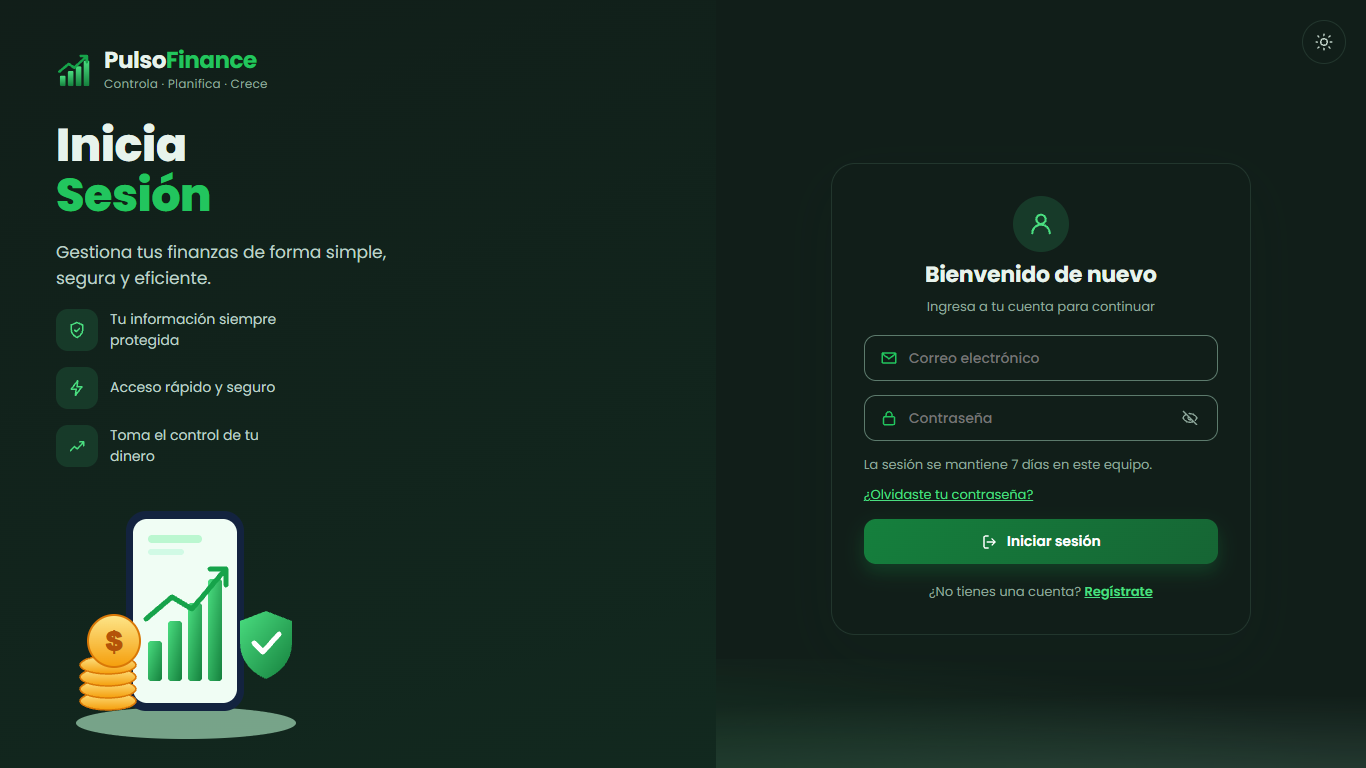 PulsoFinance
Controla · Planifica · Crece
Inicia
Sesión
Gestiona tus finanzas de forma simple,
segura y eficiente.
Tu información siempre
protegida
Acceso rápido y seguro
Toma el control de tu
dinero
$
Bienvenido de nuevo
Ingresa a tu cuenta para continuar
Correo electrónico
Contraseña
La sesión se mantiene 7 días en este equipo.
¿Olvidaste tu contraseña?
Iniciar sesión
¿No tienes una cuenta? Regístrate